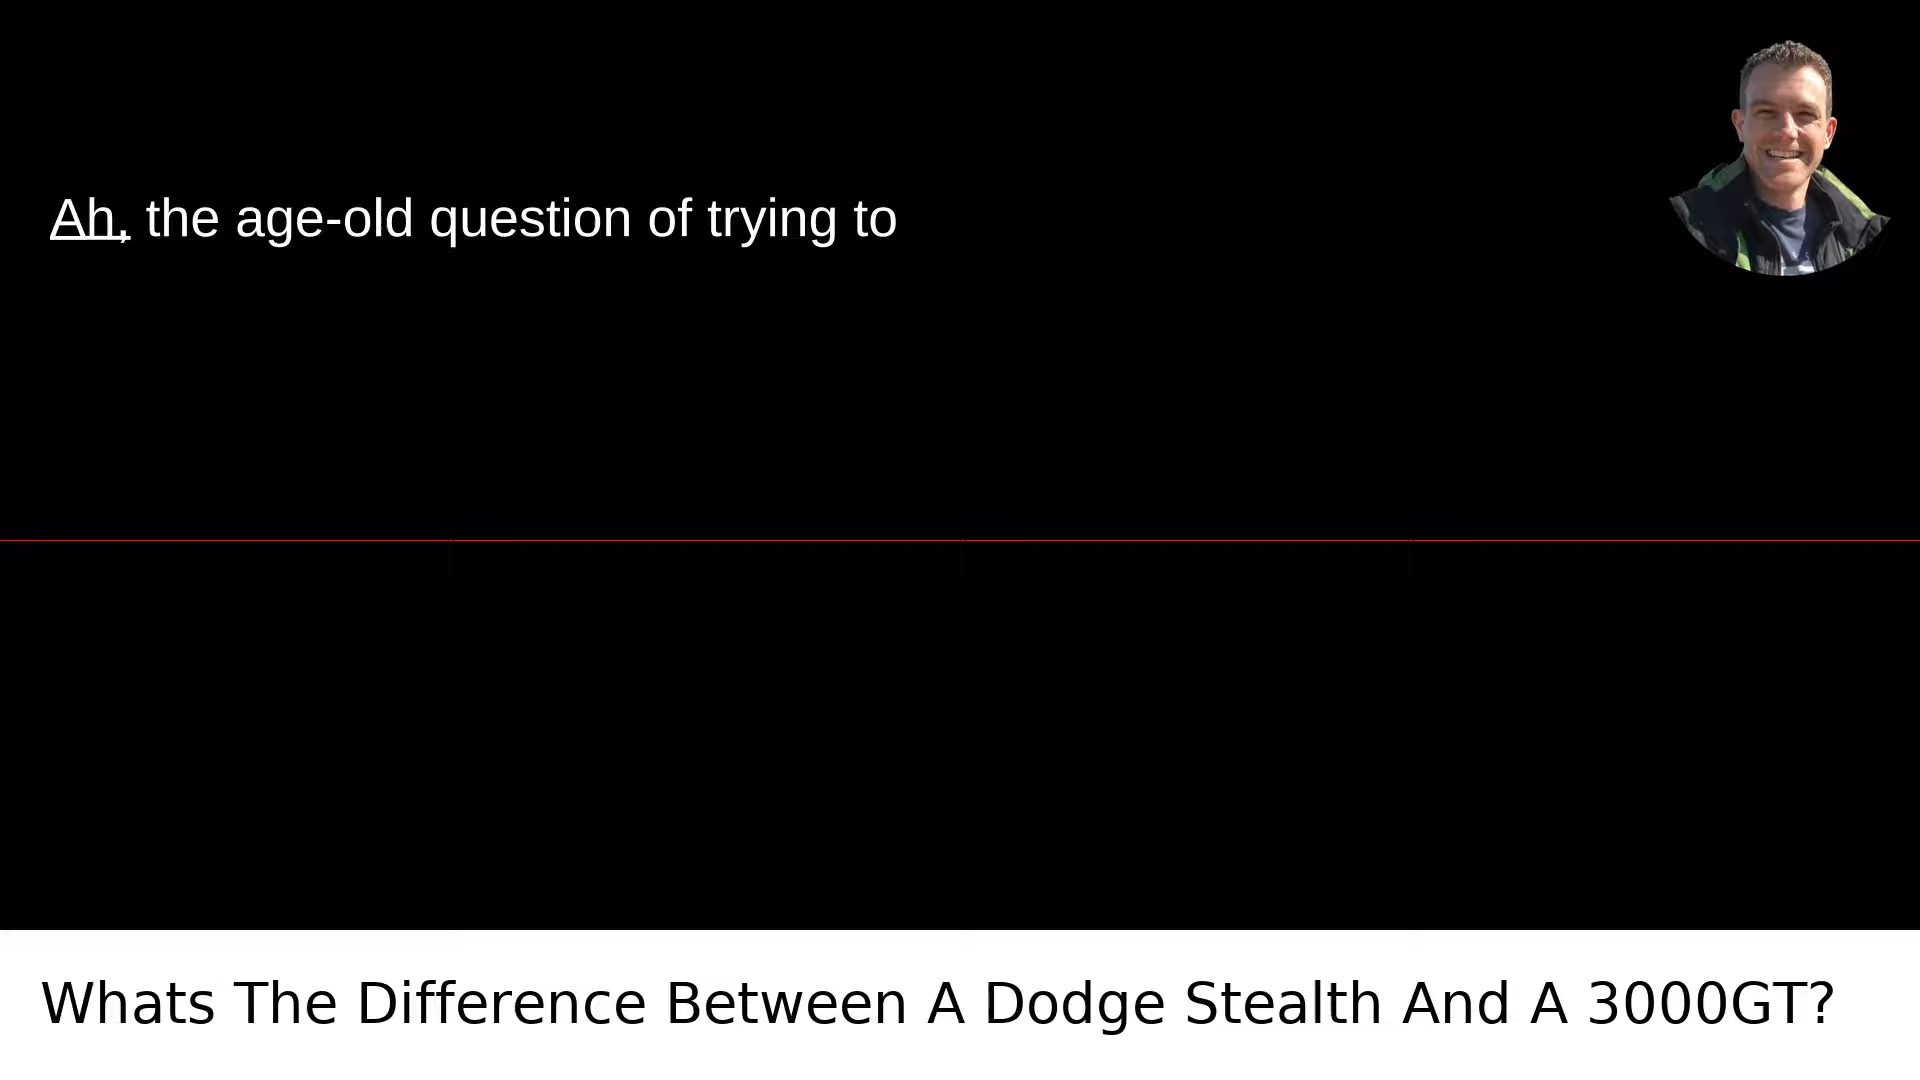 Ah, the age-old question of trying to
Whats The Difference Between A Dodge Stealth And A 3000GT?